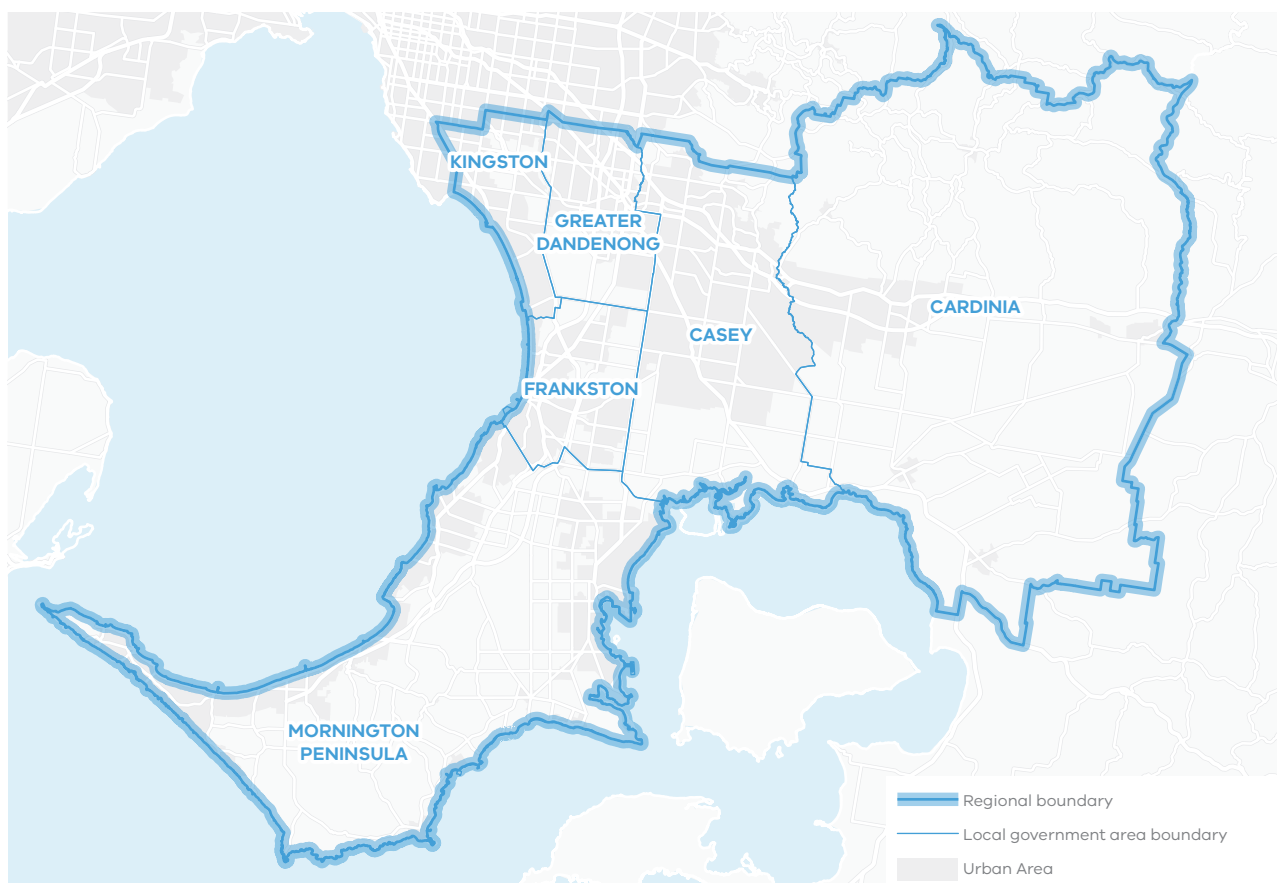 KINGSTON
GREATER
DANDENONG
CARDINIA
CASEY
FRANKSTON
MORNINGTON
PENINSULA
Regional boundary
Local government area boundary
Urban Area